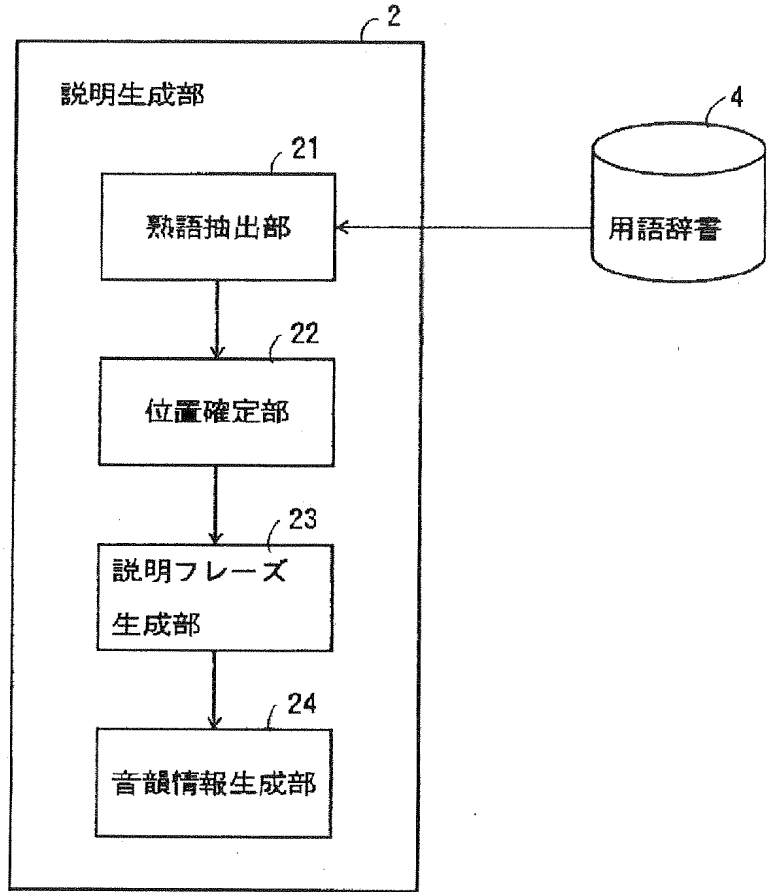 2
説明生成部
21
熟語抽出部
4
用語辞書
22
位置確定部
23
説明フレーズ
生成部
24
音韻情報生成部